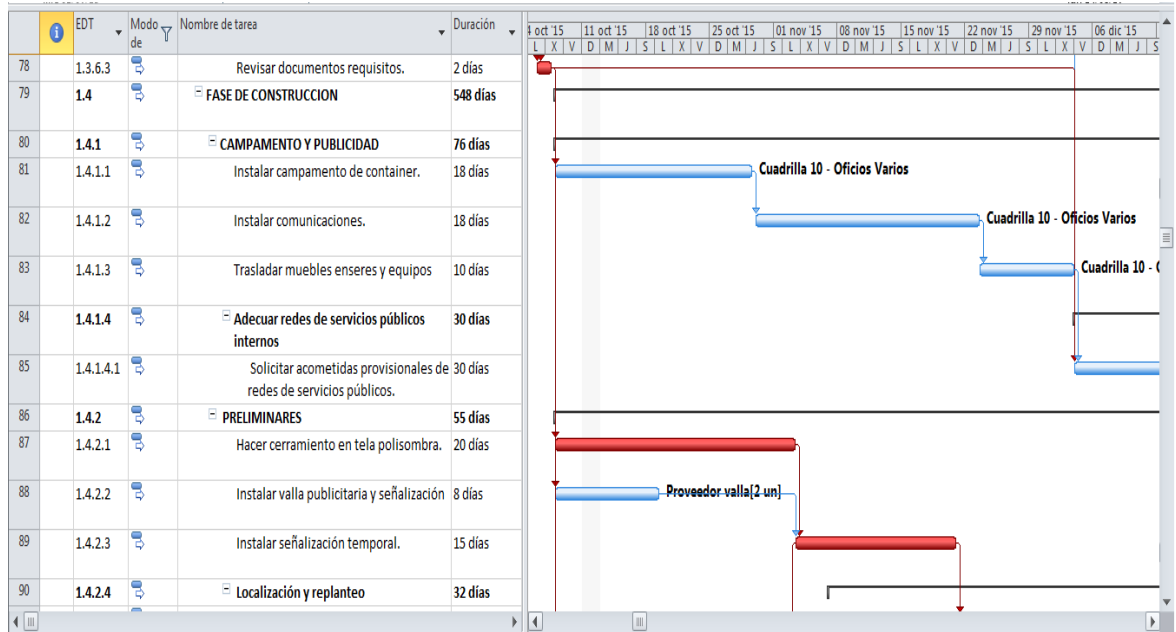 EDT
Modo de
Nombre de tarea
Duración
4 oct '15 11 oct '15 18 oct '15 25 oct '15 01 nov '15 08 nov '15 15 nov '15 22 nov '15 29 nov '15 06 dic '15
L X V D M J S L X V D M J S L X V D M J S L X V D M J S L X V D M J S
78 1.3.6.3 Revisar documentos requisitos. 2 días
79 1.4 FASE DE CONSTRUCCION 548 días
80 1.4.1 CAMPAMENTO Y PUBLICIDAD 76 días
81 1.4.1.1 Instalar campamento de container. 18 días Cuadrilla 10 - Oficios Varios
82 1.4.1.2 Instalar comunicaciones. 18 días Cuadrilla 10 - Oficios Varios
83 1.4.1.3 Trasladar muebles enseres y equipos 10 días Cuadrilla 10 -
84 1.4.1.4 Adecuar redes de servicios públicos 30 días
internos
85 1.4.1.4.1 Solicitar acometidas provisionales de 30 días
redes de servicios públicos.
86 1.4.2 PRELIMINARES 55 días
87 1.4.2.1 Hacer cerramiento en tela polisombra. 20 días
88 1.4.2.2 Instalar valla publicitaria y señalización 8 días Proveedor valla[2 un]
89 1.4.2.3 Instalar señalización temporal. 15 días
90 1.4.2.4 Localización y replanteo 32 días